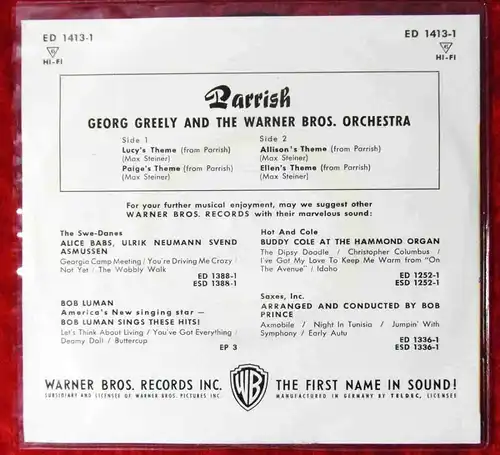 ED 1413-1
ED 1413-1
HI-FI
HI-FI
Parrish
GEORG GREELY AND THE WARNER BROS. ORCHESTRA
Side 1
Lucy's Theme (from Parrish)
(Max Steiner)
Paige's Theme (from Parrish)
(Max Steiner)
Side 2
Allison's Theme (from Parrish)
(Max Steiner)
Ellen's Theme (from Parrish)
(Max Steiner)
For your further musical enjoyment, may we suggest other
WARNER BROS. RECORDS with their marvelous sound:
The Swe-Danes
ALICE BABS, ULRIK NEUMANN SVEND
ASMUSSEN
Georgin Camp Meeting / You're Driving Me Crazy /
Not Yet / The Wobbly Walk
ED 1388-1
ESD 1388-1
BOB LUMAN
America's New singing star —
BOB LUMAN SINGS THESE HITS!
Let's Think About Living / You've Got Everything /
Deamy Doll / Buttercup
EP 3
Hot And Cole
BUDDY COLE AT THE HAMMOND ORGAN
The Dipsy Doodle / Christopher Columbus /
I've Got My Love To Keep Me Warm from "On
The Avenue" / Idaho
ED 1252-1
ESD 1252-1
Saxes, Inc.
ARRANGED AND CONDUCTED BY BOB
PRINCE
Axmobile / Night In Tunisia / Jumpin' With
Symphony / Early Autu
ED 1336-1
ESD 1336-1
WARNER BROS. RECORDS INC.
SUBSIDIARY AND LICENSEE OF WARNER BROS. PICTURES INC.
WB
THE FIRST NAME IN SOUND!
MANUFACTURED IN GERMANY BY TELDEC, LICENSEE